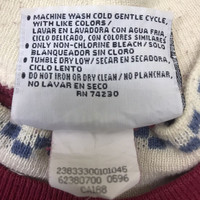 • MACHINE WASH COLD GENTLE CYCLE,
WITH LIKE COLORS /
LAVAR EN LAVADORA CON AGUA FRIA,
CICLO DELICADO, CON COLORES SIMILARES
• ONLY NON-CHLORINE BLEACH / SOLO
BLANQUEADOR SIN CLORO
• TUMBLE DRY LOW / SECAR EN SECADORA,
CICLO LENTO
• DO NOT IRON OR DRY CLEAN / NO PLANCHAR,
NO LAVAR EN SECO
RN 74230
23833300101046
62380700 0596
CA188